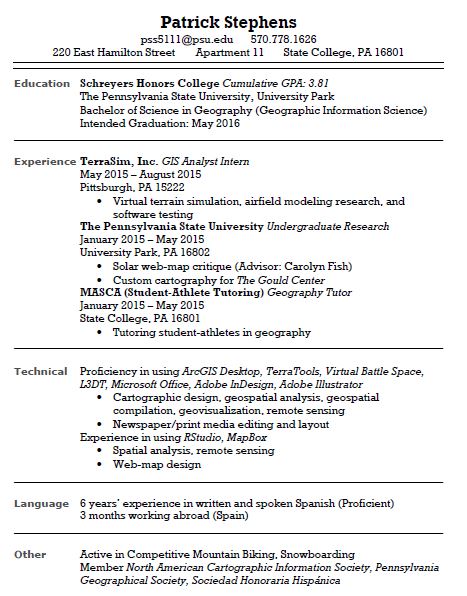 Patrick Stephens
pss5111@psu.edu 570.778.1626
220 East Hamilton Street Apartment 11 State College, PA 16801
Education Schreyers Honors College Cumulative GPA: 3.81
The Pennsylvania State University, University Park
Bachelor of Science in Geography (Geographic Information Science)
Intended Graduation: May 2016
Experience TerraSim, Inc. GIS Analyst Intern
May 2015 – August 2015
Pittsburg, PA 15222
• Virtual terrain simulation, airfield modeling research, and
software testing
The Pennsylvania State University Undergraduate Research
January 2015 – May 2015
University Park, PA 16802
• Solar web-map critique (Advisor: Carolyn Fish)
• Custom cartography for The Gould Center
MASCA (Student-Athlete Tutoring) Geography Tutor
January 2015 – May 2015
State College, PA 16801
• Tutoring student-athletes in geography
Technical Proficiency in using ArcGIS Desktop, TerraTools, Virtual Battle Space,
L3DT, Microsoft Office, Adobe InDesign, Adobe Illustrator
• Cartographic design, geospatial analysis, geospatial
compilation, geovisualization, remote sensing
• Newspaper/print media editing and layout
Experience in using RStudio, MapBox
• Spatial analysis, remote sensing
• Web-map design
Language 6 years’ experience in written and spoken Spanish (Proficient)
3 months working abroad (Spain)
Other Active in Competitive Mountain Biking, Snowboarding
Member North American Cartographic Information Society, Pennsylvania
Geographical Society, Sociedad Honoraria Hispánica